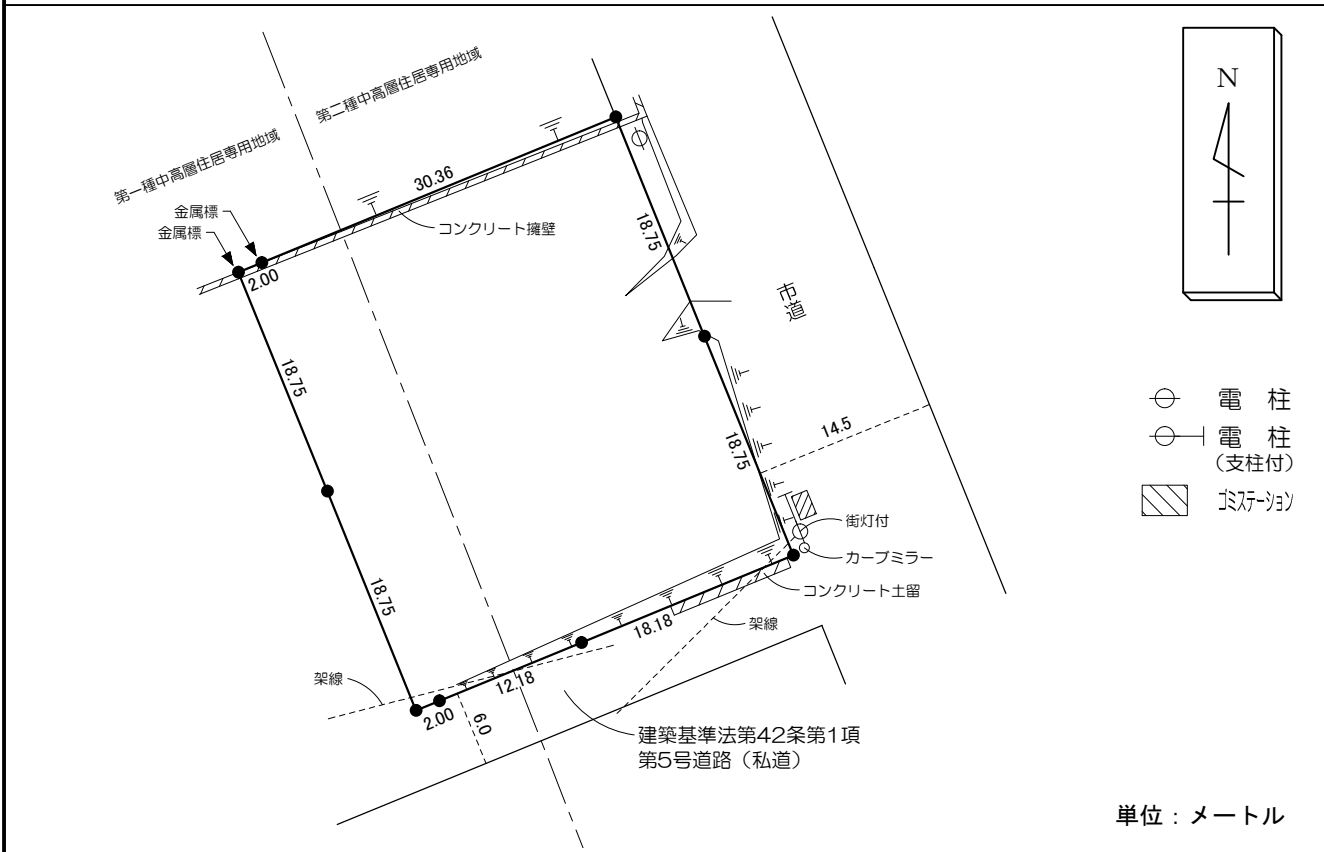 第一種中高層住居専用地域
第二種中高層住居専用地域
N
金属標
金属標
2.00
30.36
コンクリート擁壁
18.75
市道
18.75
18.75
14.5
電 柱
電 柱
(支柱付)
ゴミステーション
18.75
街灯付
カーブミラー
コンクリート土留
架線
18.18
架線
12.18
2.00
6.0
建築基準法第42条第1項
第5号道路（私道）
単位：メートル